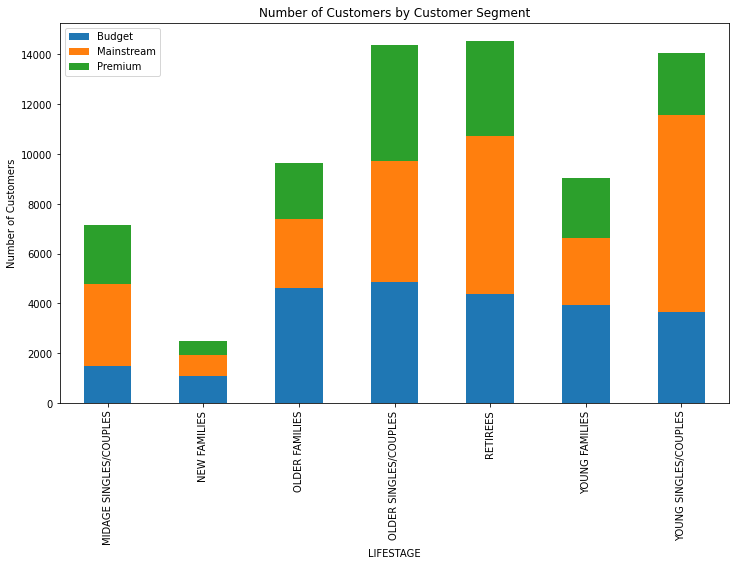 Number of Customers by Customer Segment
Budget
Mainstream
Premium
Number of Customers
14000
12000
10000
8000
6000
4000
2000
0
MIDAGE SINGLES/COUPLES
NEW FAMILIES
OLDER FAMILIES
OLDER SINGLES/COUPLES
RETIREES
YOUNG FAMILIES
YOUNG SINGLES/COUPLES
LIFESTAGE